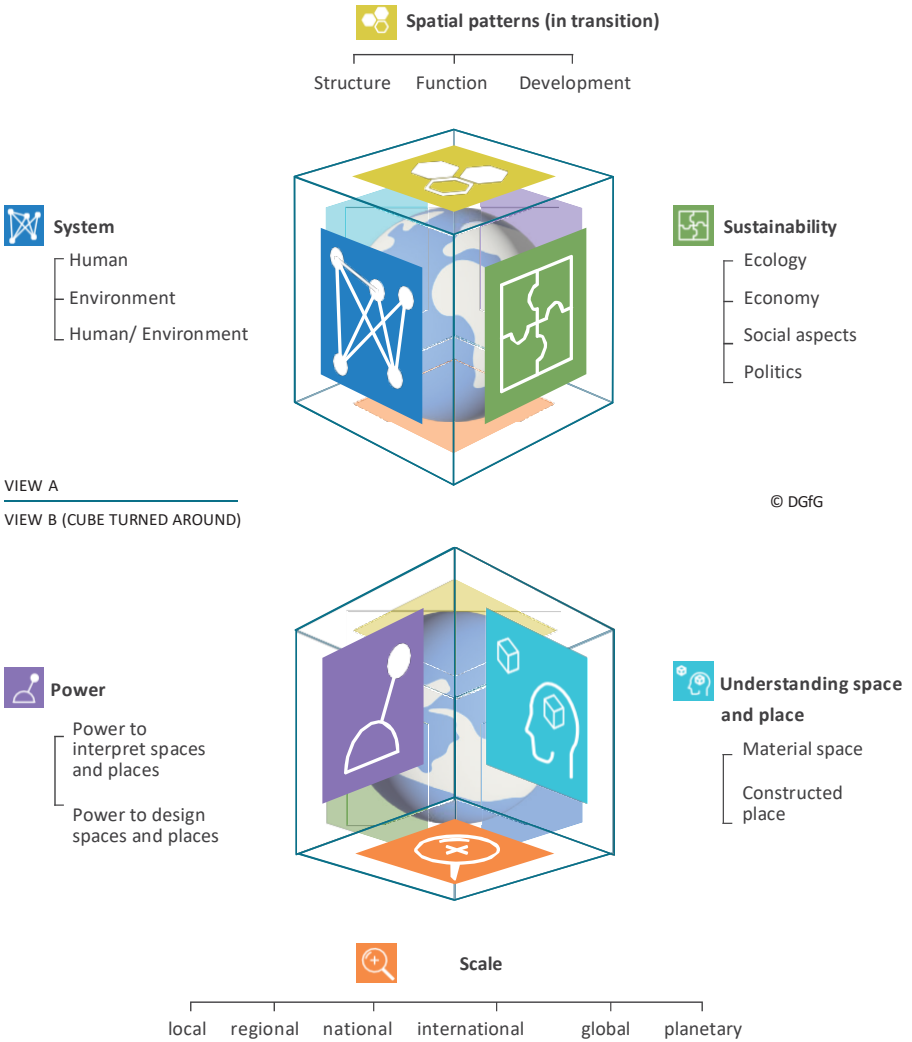 Spatial patterns (in transition)
Structure Function Development
System
Human
Environment
Human/ Environment
Sustainability
Ecology
Economy
Social aspects
Politics
VIEW A
VIEW B (CUBE TURNED AROUND)
© DGfG
Power
Power to
interpret spaces
and places
Power to design
spaces and places
Understanding space
and place
Material space
Constructed
place
Scale
local regional national international global planetary